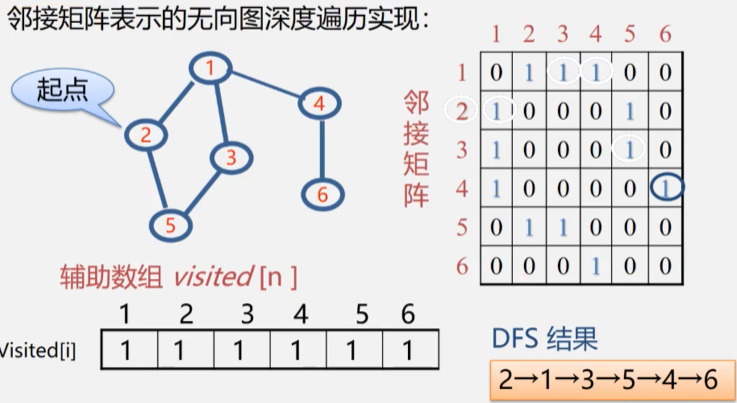 邻接矩阵表示的无向图深度遍历实现：
起点
1
2
3
4
5
6
邻接矩阵
1 2 3 4 5 6
1 0 1 1 1 0 0
2 1 0 0 0 1 0
3 1 0 0 0 1 0
4 1 0 0 0 0 1
5 0 1 1 0 0 0
6 0 0 0 1 0 0
辅助数组 visited [n ]
1 2 3 4 5 6
Visited[i] 1 1 1 1 1 1
DFS 结果
2→1→3→5→4→6